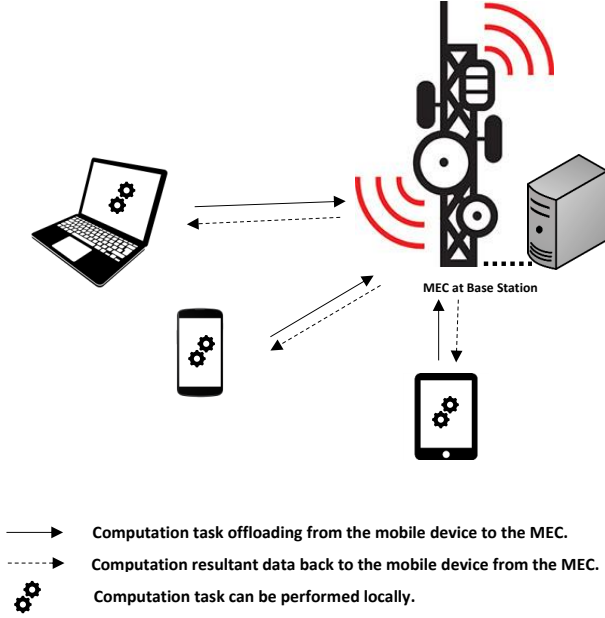 MEC at Base Station
Computation task offloading from the mobile device to the MEC.
Computation resultant data back to the mobile device from the MEC.
Computation task can be performed locally.